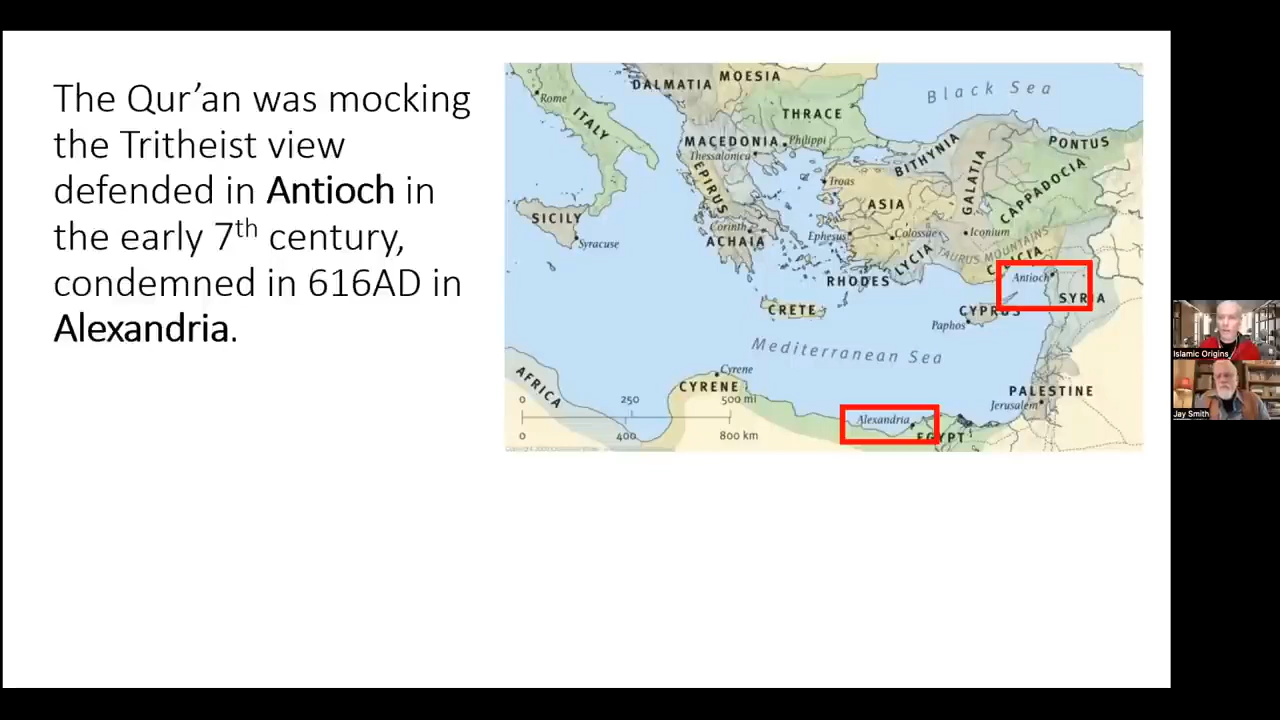 The Qur’an was mocking
the Tritheist view
defended in Antioch in
the early 7th century,
condemned in 616AD in
Alexandria.
DALMATIA
MOESIA
Black Sea
Rome
ITALY
THRACE
MACEDONIA
Philippi
Thessalonica
BITHYNIA
PONTUS
EPIRUS
Troas
GALATIA
CAPPADOCIA
ASIA
SICILY
Syracuse
Corinth
ACHAIA
Ephesus
Colossae
Iconium
LYCIA
TAURUS MOUNTAINS
CILICIA
RHODES
Antioch
SYRIA
CRETE
CYPRUS
Paphos
Mediterranean Sea
AFRICA
Cyrene
CYRENE
PALESTINE
Jerusalem
0 250 500 mi
0 400 800 km
Alexandria
EGYPT
Islamic Origins
Jay Smith